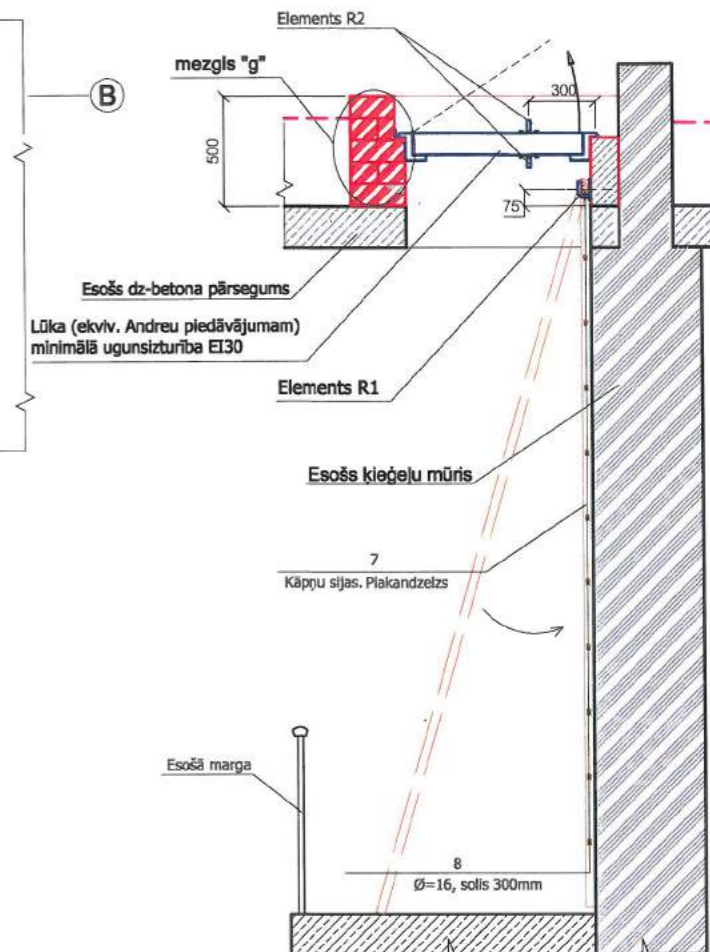 Elements R2
mezgls "g"
B
300
500
75
Esošs dz-betona pārsegums
Lūka (ekviv. Andreu piedāvājumam)
minimālā ugunsizturība EI30
Elements R1
Esošs ķieģeļu mūris
7
Kāpņu sijas. Plakandzelzs
Esošā marga
8
Ø=16, solis 300mm